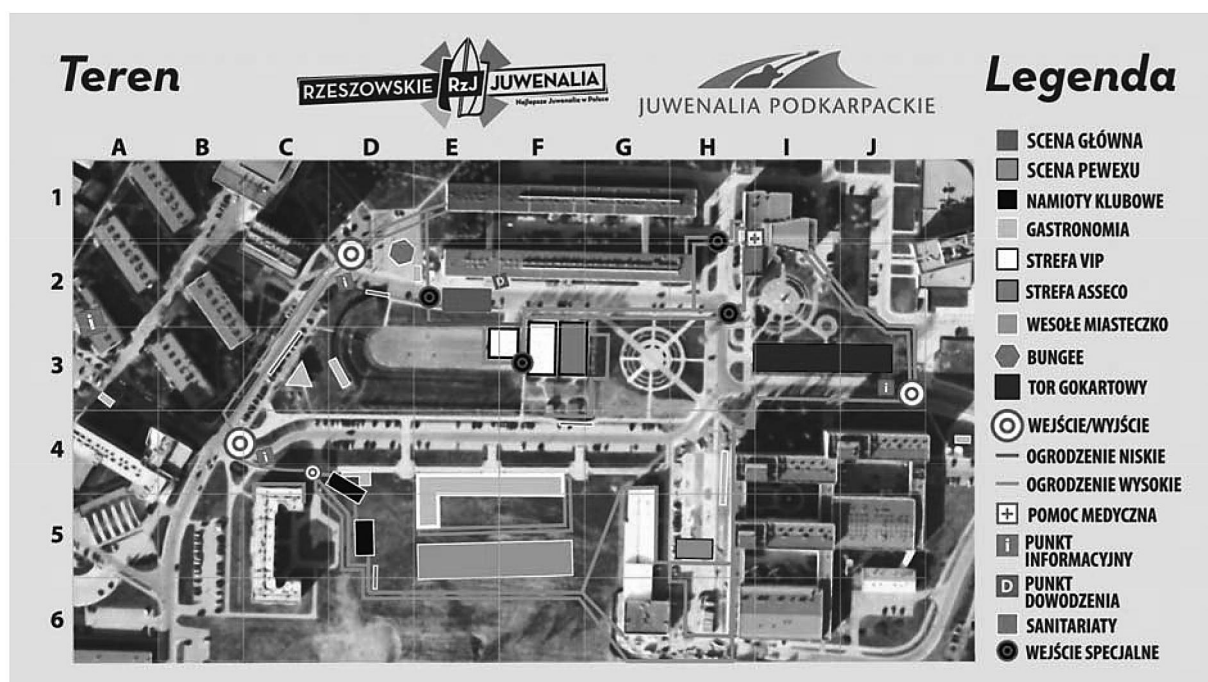 Teren
RZESZOWSKIE RzJ JUWENALIA
Najlepsze Juwenalia w Polsce
JUWENALIA PODKARPACKIE
Legenda
A B C D E F G H I J
1
2
3
4
5
6
i
D
i
i
i
SCENA GŁÓWNA
SCENA PEWEXU
NAMIOTY KLUBOWE
GASTRONOMIA
STREFA VIP
STREFA ASSECO
WESOŁE MIASTECZKO
BUNGEE
TOR GOKARTOWY
WEJŚCIE/WYJŚCIE
OGRODZENIE NISKIE
OGRODZENIE WYSOKIE
POMOC MEDYCZNA
i PUNKT
INFORMACYJNY
D PUNKT
DOWODZENIA
SANITARIATY
WEJŚCIE SPECJALNE